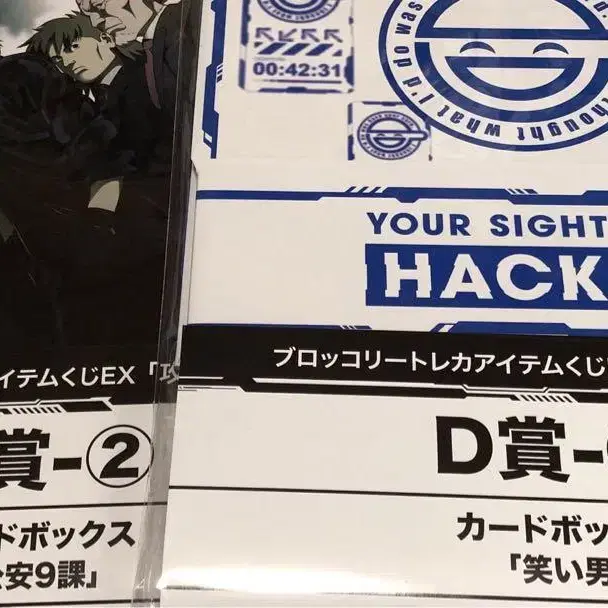 00:42:31
thought what I'd do was
YOUR SIGHT
HACK
イテムくじEX「攻
賞-②
ドボックス
公安9課」
ブロッコリートレカアイテムくじ
D賞-
カードボッ
「笑い男